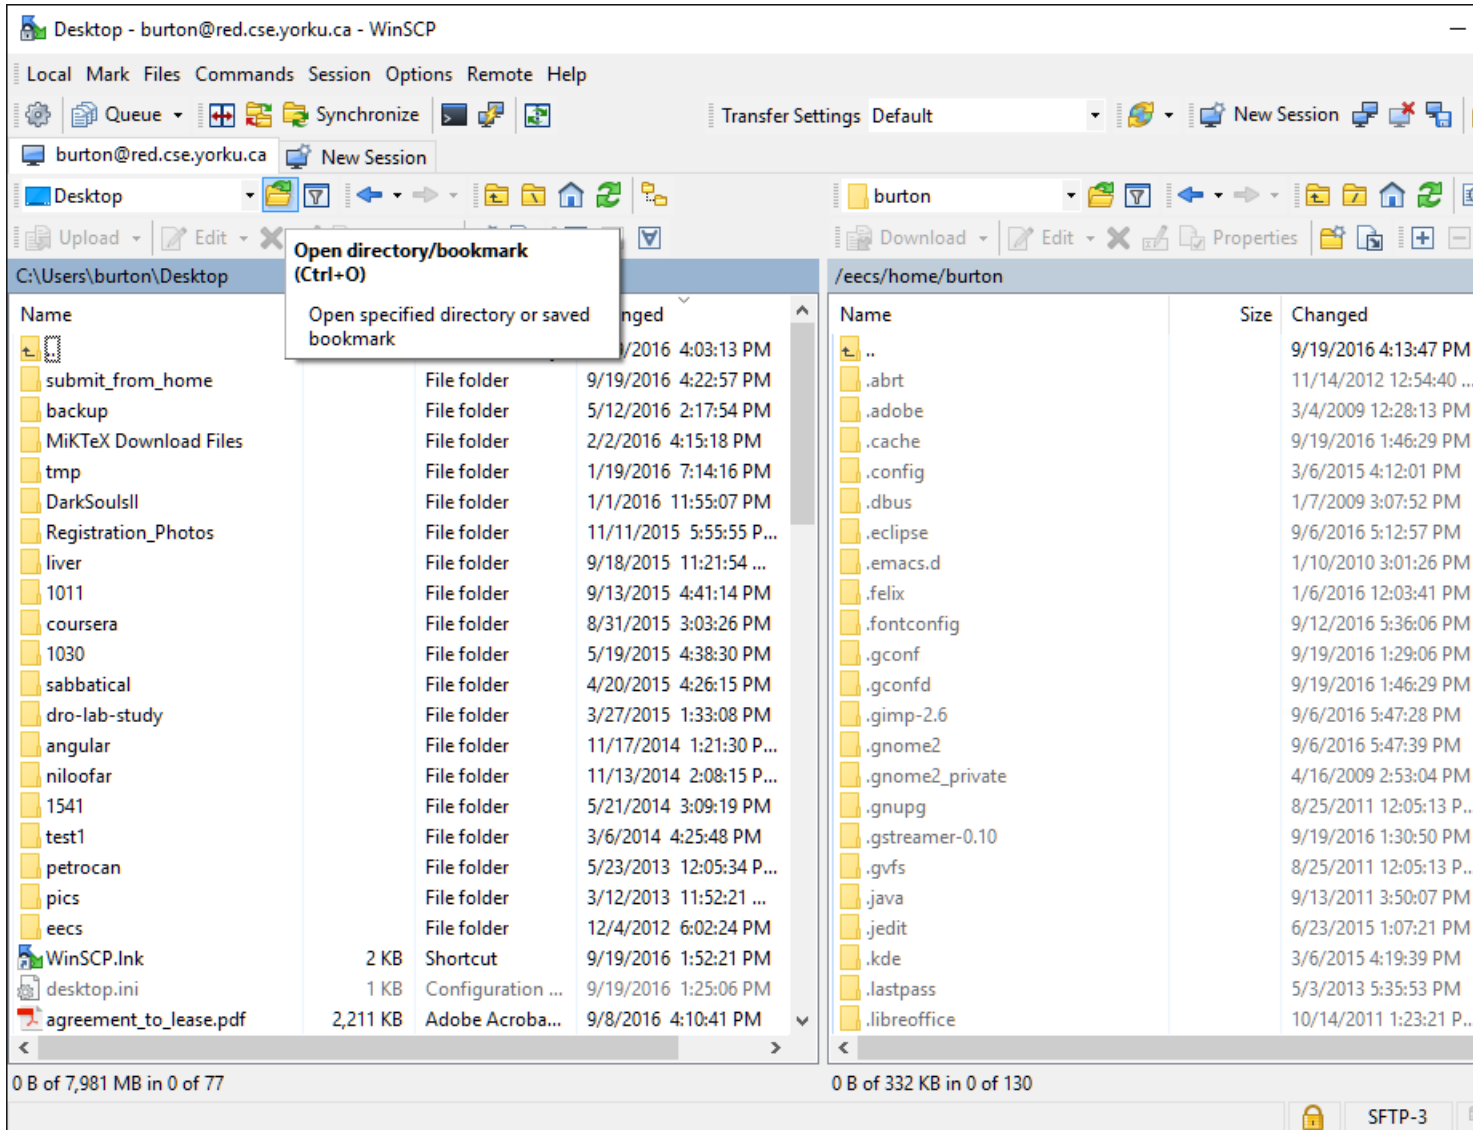 Desktop - burton@red.cse.yorku.ca - WinSCP
Local Mark Files Commands Session Options Remote Help
Queue Synchronize Transfer Settings Default New Session
burton@red.cse.yorku.ca New Session
Desktop burton
Upload Edit Download Edit Properties
Open directory/bookmark
(Ctrl+O)
Open specified directory or saved
bookmark
C:\Users\burton\Desktop /eecs/home/burton
Name nged Name Size Changed
.. /2016 4:03:13 PM .. 9/19/2016 4:13:47 PM
submit_from_home File folder 9/19/2016 4:22:57 PM .abrt 11/14/2012 12:54:40 ...
backup File folder 5/12/2016 2:17:54 PM .adobe 3/4/2009 12:28:13 PM
MiKTeX Download Files File folder 2/2/2016 4:15:18 PM .cache 9/19/2016 1:46:29 PM
tmp File folder 1/19/2016 7:14:16 PM .config 3/6/2015 4:12:01 PM
DarkSoulsII File folder 1/1/2016 11:55:07 PM .dbus 1/7/2009 3:07:52 PM
Registration_Photos File folder 11/11/2015 5:55:55 P... .eclipse 9/6/2016 5:12:57 PM
liver File folder 9/18/2015 11:21:54 ... .emacs.d 1/10/2010 3:01:26 PM
1011 File folder 9/13/2015 4:41:14 PM .felix 1/6/2016 12:03:41 PM
coursera File folder 8/31/2015 3:03:26 PM .fontconfig 9/12/2016 5:36:06 PM
1030 File folder 5/19/2015 4:38:30 PM .gconf 9/19/2016 1:29:06 PM
sabbatical File folder 4/20/2015 4:26:15 PM .gconfd 9/19/2016 1:46:29 PM
dro-lab-study File folder 3/27/2015 1:33:08 PM .gimp-2.6 9/6/2016 5:47:28 PM
angular File folder 11/17/2014 1:21:30 P... .gnome2 9/6/2016 5:47:39 PM
niloofar File folder 11/13/2014 2:08:15 P... .gnome2_private 4/16/2009 2:53:04 PM
1541 File folder 5/21/2014 3:09:19 PM .gnupg 8/25/2011 12:05:13 P...
test1 File folder 3/6/2014 4:25:48 PM .gstreamer-0.10 9/19/2016 1:30:50 PM
petrocan File folder 5/23/2013 12:05:34 P... .gvfs 8/25/2011 12:05:13 P...
pics File folder 3/12/2013 11:52:21 ... .java 9/13/2011 3:50:07 PM
eecs File folder 12/4/2012 6:02:24 PM .jedit 6/23/2015 1:07:21 PM
WinSCP.lnk 2 KB Shortcut 9/19/2016 1:52:21 PM .kde 3/6/2015 4:19:39 PM
desktop.ini 1 KB Configuration ... 9/19/2016 1:25:06 PM .lastpass 5/3/2013 5:35:53 PM
agreement_to_lease.pdf 2,211 KB Adobe Acroba... 9/8/2016 4:10:41 PM .libreoffice 10/14/2011 1:23:21 P...
0 B of 7,981 MB in 0 of 77 0 B of 332 KB in 0 of 130
SFTP-3